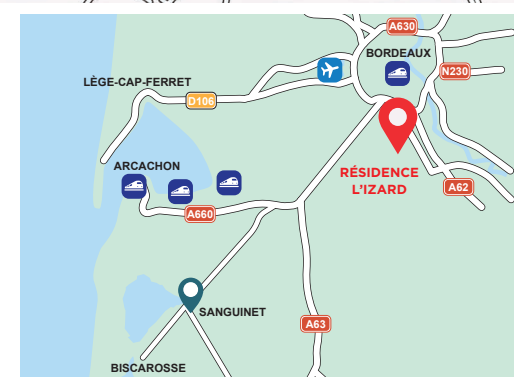 A630
BORDEAUX
N230
LÈGE-CAP-FERRET
D106
ARCACHON
RÉSIDENCE
L'IZARD
A62
A660
SANGUINET
A63
BISCAROSSE